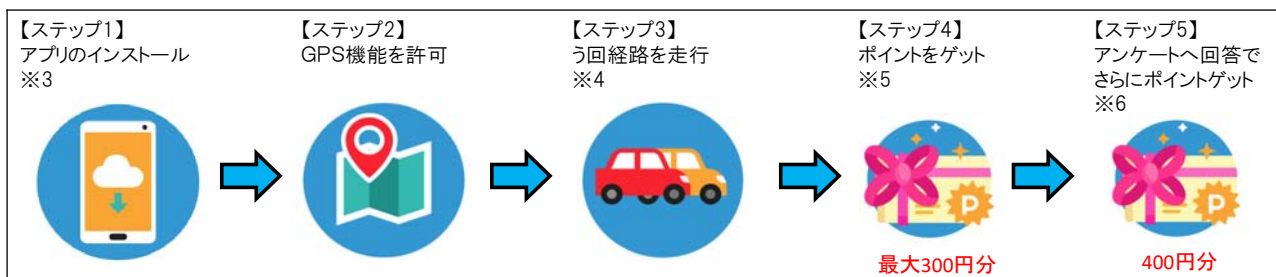 【ステップ1】
アプリのインストール
※3
【ステップ2】
GPS機能を許可
【ステップ3】
う回経路を走行
※4
【ステップ4】
ポイントをゲット
※5
P
最大300円分
【ステップ5】
アンケートへ回答で
さらにポイントゲット
※6
P
400円分